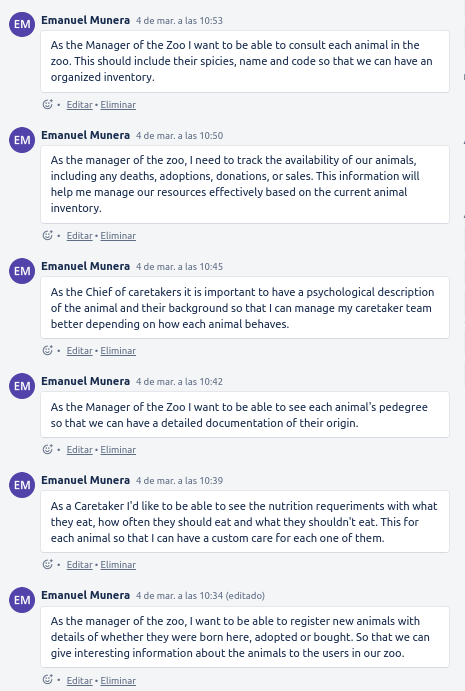 EM Emanuel Munera 4 de mar. a las 10:53
As the Manager of the Zoo I want to be able to consult each animal in the
zoo. This should include their spicies, name and code so that we can have an
organized inventory.
• Editar • Eliminar
EM Emanuel Munera 4 de mar. a las 10:50
As the manager of the zoo, I need to track the availability of our animals,
including any deaths, adoptions, donations, or sales. This information will
help me manage our resources effectively based on the current animal
inventory.
• Editar • Eliminar
EM Emanuel Munera 4 de mar. a las 10:45
As the Chief of caretakers it is important to have a psychological description
of the animal and their background so that I can manage my caretaker team
better depending on how each animal behaves.
• Editar • Eliminar
EM Emanuel Munera 4 de mar. a las 10:42
As the Manager of the Zoo I want to be able to see each animal's pedegree
so that we can have a detailed documentation of their origin.
• Editar • Eliminar
EM Emanuel Munera 4 de mar. a las 10:39
As a Caretaker I'd like to be able to see the nutrition requeriments with what
they eat, how often they should eat and what they shouldn't eat. This for
each animal so that I can have a custom care for each one of them.
• Editar • Eliminar
EM Emanuel Munera 4 de mar. a las 10:34 (editado)
As the manager of the zoo, I want to be able to register new animals with
details of whether they were born here, adopted or bought. So that we can
give interesting information about the animals to the users in our zoo.
• Editar • Eliminar